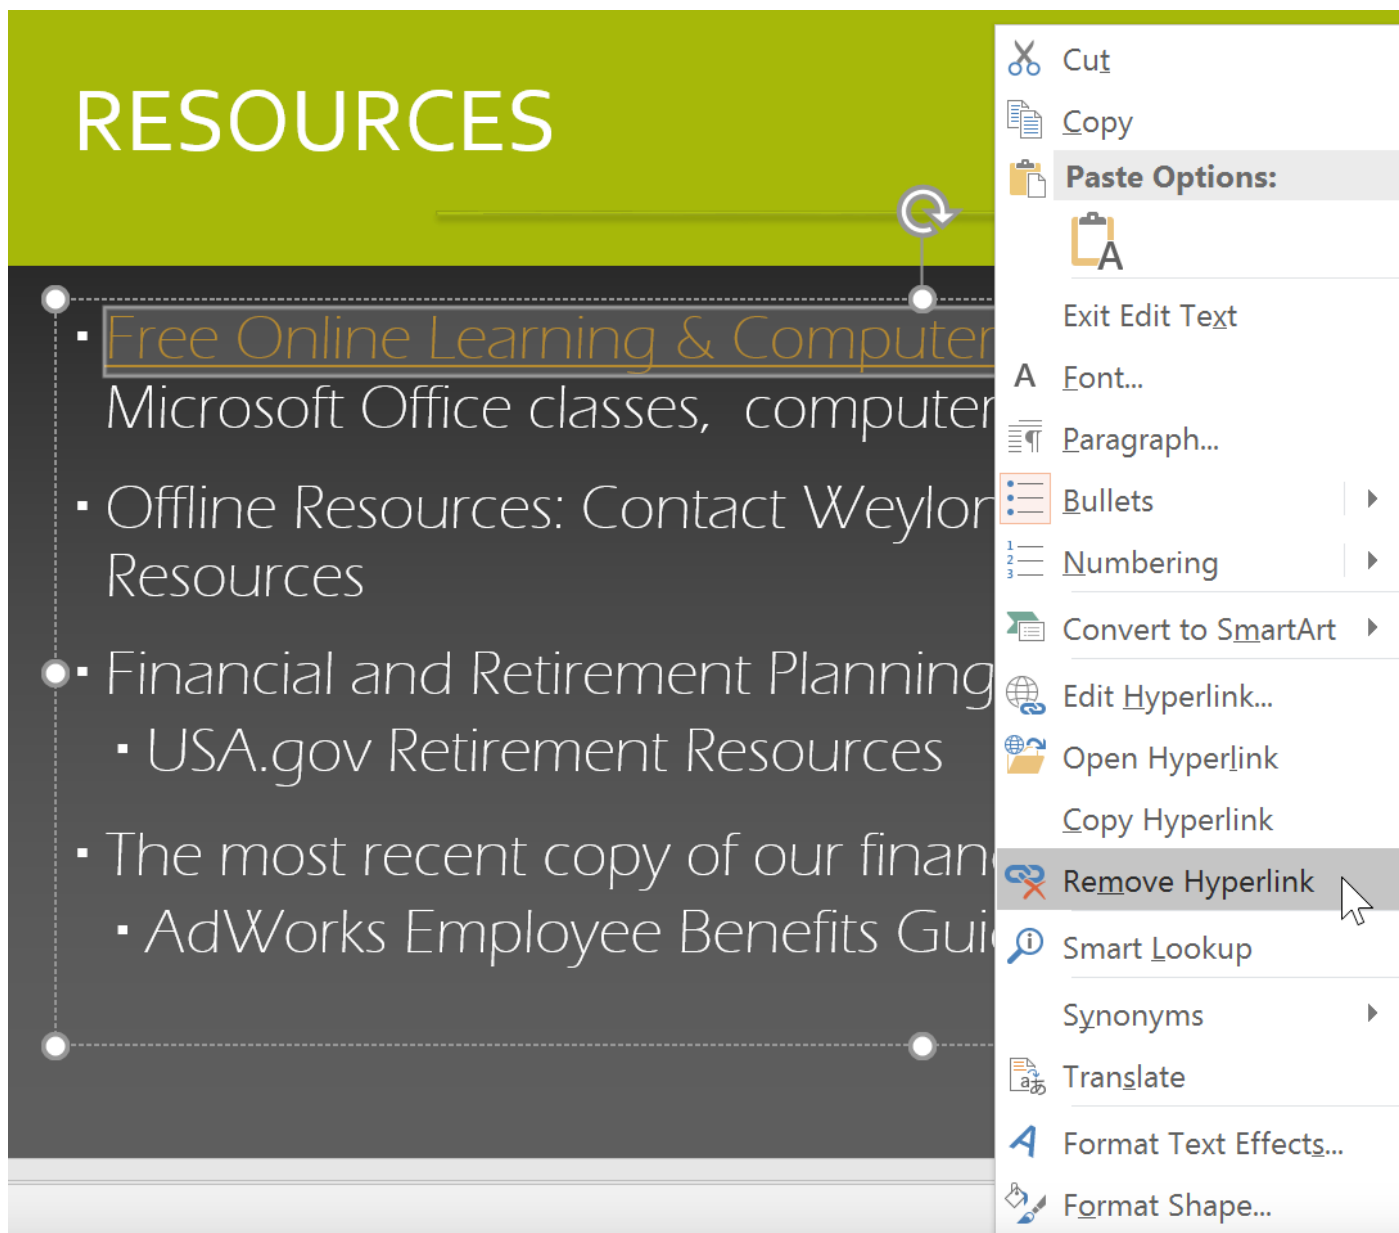 RESOURCES
Free Online Learning & Computer
Microsoft Office classes, computer
Offline Resources: Contact
Resources
Financial and Retirement Planning
USA.gov Retirement Resources
The most recent copy of our
AdWorks Employee Benefits
Cut
Copy
Paste Options:
A
Exit Edit Text
A Font...
Paragraph...
Bullets
1
2
3
Numbering
Convert to SmartArt
Edit Hyperlink...
Open Hyperlink
Copy Hyperlink
Remove Hyperlink
Smart Lookup
Synonyms
Translate
A Format Text Effects...
Format Shape...